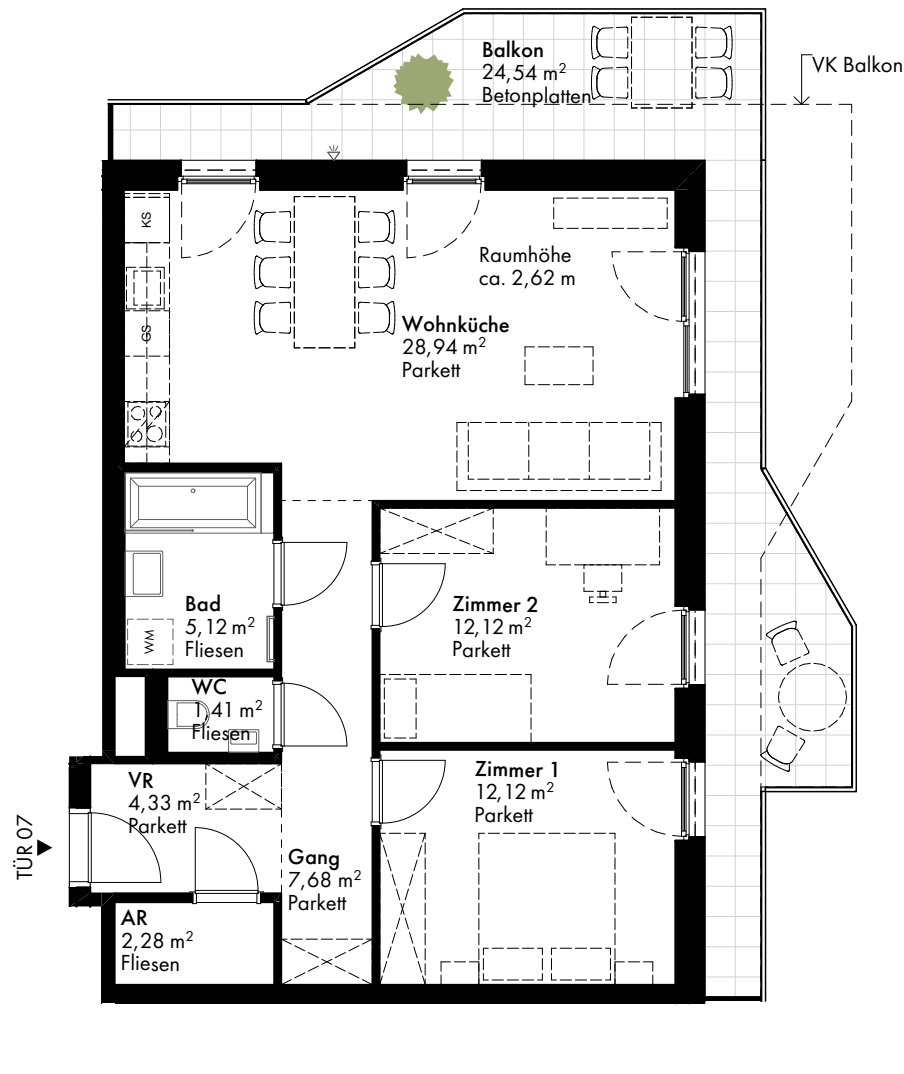 Balkon
24,54 m²
Betonplatten
VK Balkon
KS
GS
Raumhöhe
ca. 2,62 m
Wohnküche
28,94 m²
Parkett
Bad
5,12 m²
Fliesen
WM
Zimmer 2
12,12 m²
Parkett
WC
1,41 m²
Fliesen
VR
4,33 m²
Parkett
Zimmer 1
12,12 m²
Parkett
TÜR 07
Gang
7,68 m²
Parkett
AR
2,28 m²
Fliesen